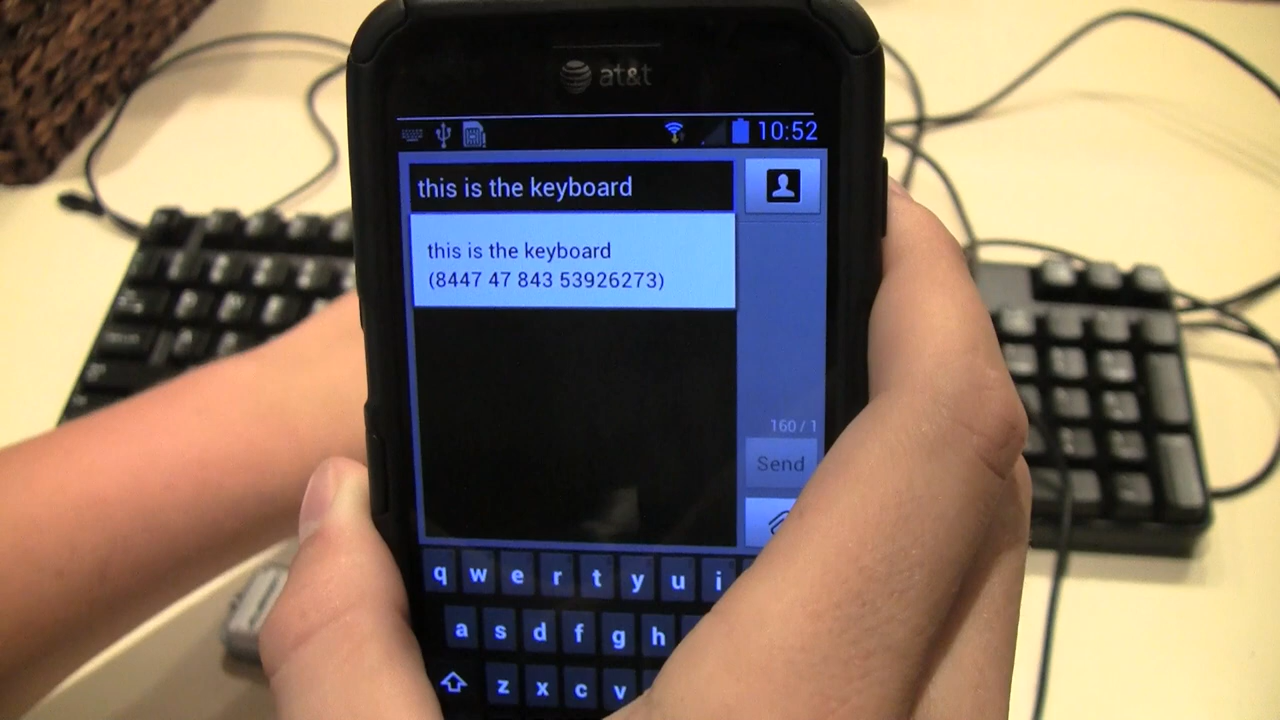 at&t
10:52
this is the keyboard
this is the keyboard
(8447 47 843 53926273)
160 / 1
Send
q w e r t y u i
a s d f g h
z x c v